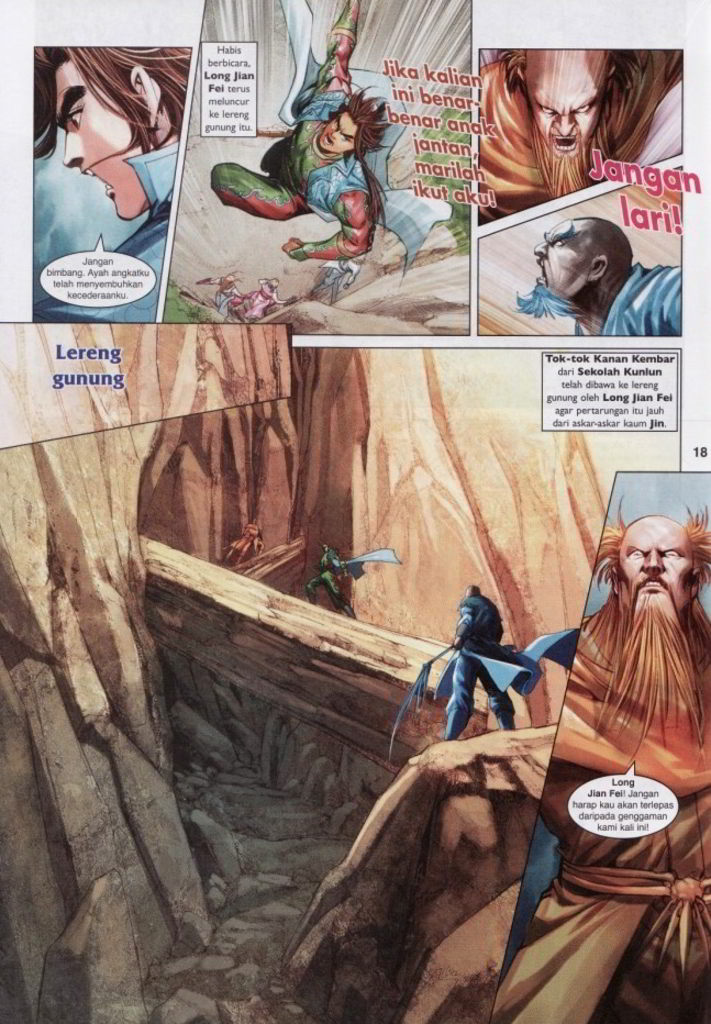 Jangan
bimbang. Ayah angkatku
telah menyembuhkan
kecederaanku.
Habis
berbicara,
Long Jian
Fei terus
meluncur
ke lereng
gunung itu.
Jika kalian
ini benar-
benar anak
jantan,
marilah
ikut aku!
Jangan
lari!
Lereng
gunung
Tok-tok Kanan Kembar
dari Sekolah Kunlun
telah dibawa ke lereng
gunung oleh Long Jian Fei
agar pertarungan itu jauh
dari askar-askar kaum Jin.
18
Long
Jian Fei! Jangan
harap kau akan terlepas
daripada genggaman
kami kali ini!